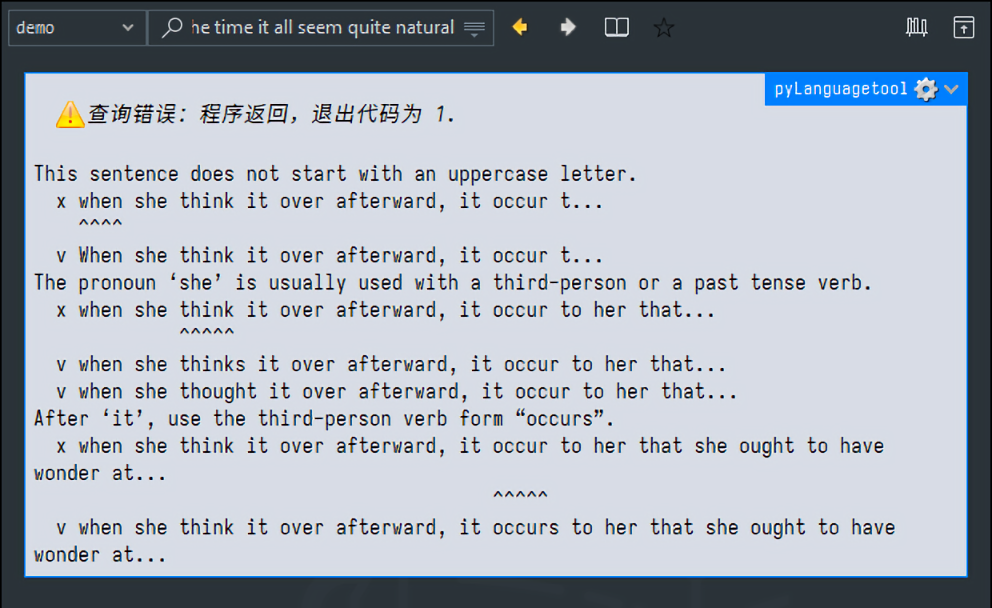 demo
he time it all seem quite natural
pyLanguagetool
查询错误：程序返回，退出代码为 1.
This sentence does not start with an uppercase letter.
x when she think it over afterward, it occur t...
^^^^
v When she think it over afterward, it occur t...
The pronoun ‘she’ is usually used with a third-person or a past tense verb.
x when she think it over afterward, it occur to her that...
^^^^^
v when she thinks it over afterward, it occur to her that...
v when she thought it over afterward, it occur to her that...
After ‘it’, use the third-person verb form “occurs”.
x when she think it over afterward, it occur to her that she ought to have
wonder at...
^^^^^
v when she think it over afterward, it occurs to her that she ought to have
wonder at...